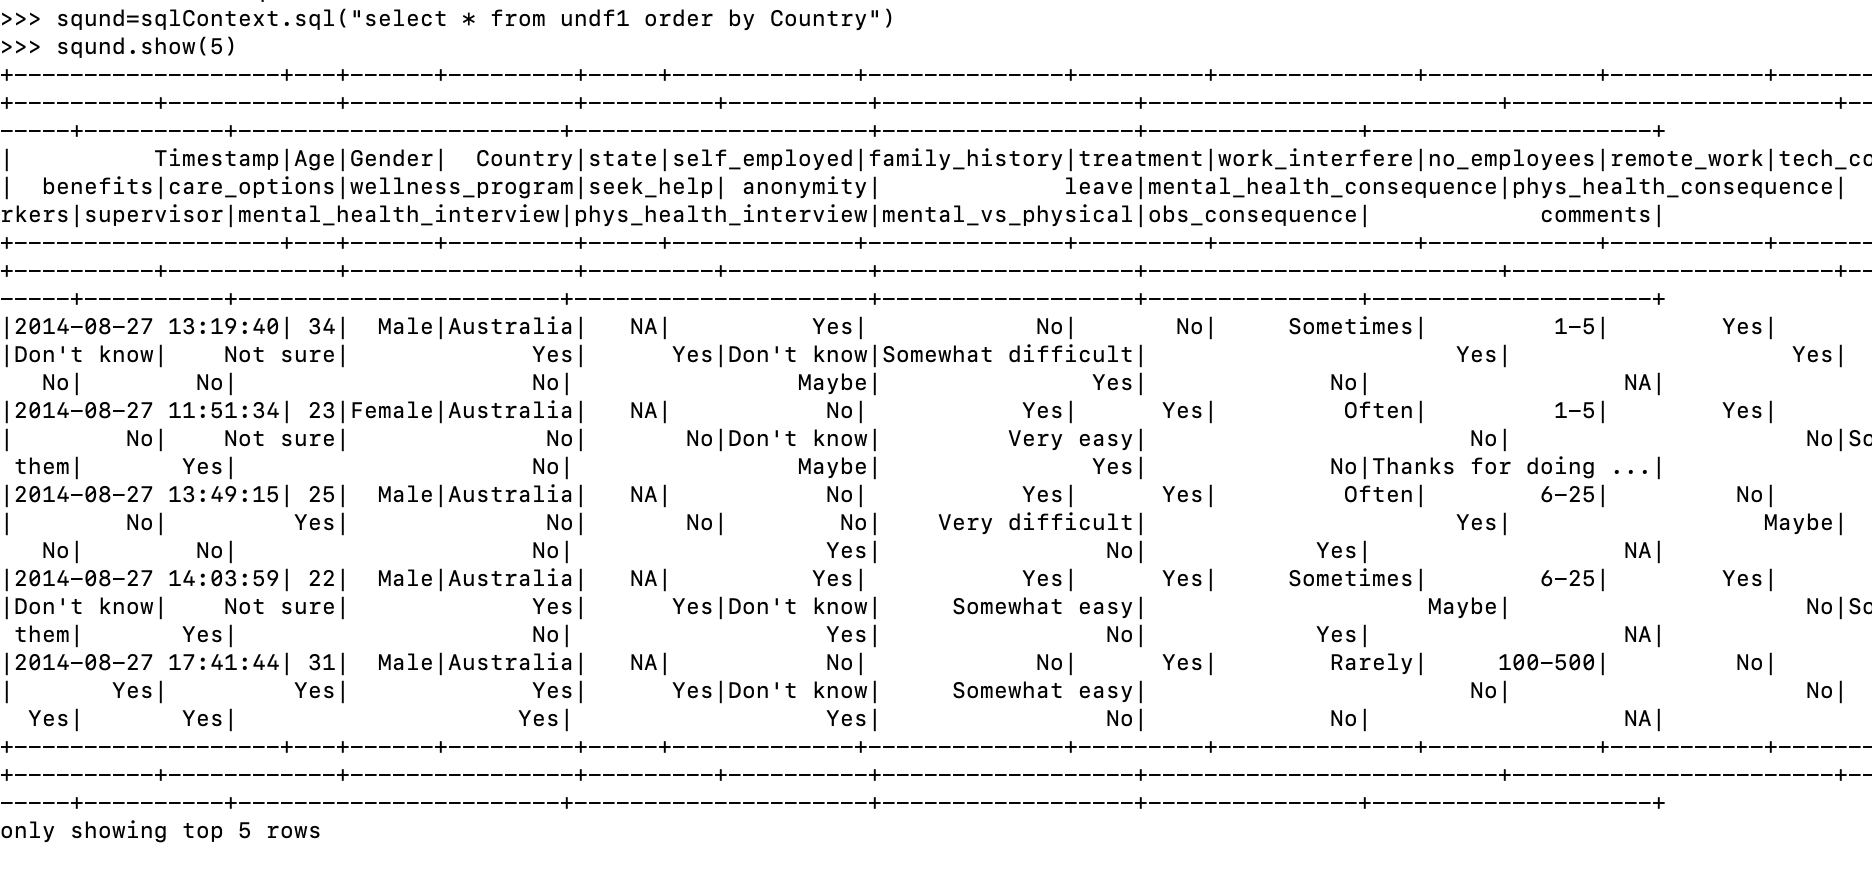 >>> sqund=sqlContext.sql("select * from undf1 order by Country")
>>> sqund.show(5)
+-------------------+---+------+---------+-----+-------------+--------------+---------+--------------+------------+-----------+-------
+----------+------------+----------------+---------+----------+------------------+-------------------------+-----------------------+--
-----+----------+-----------------------+---------------------+------------------+---------------+--------------------+
|          Timestamp|Age|Gender|  Country|state|self_employed|family_history|treatment|work_interfere|no_employees|remote_work|tech_co
|  benefits|care_options|wellness_program|seek_help| anonymity|             leave|mental_health_consequence|phys_health_consequence|
rkers|supervisor|mental_health_interview|phys_health_interview|mental_vs_physical|obs_consequence|            comments|
+-------------------+---+------+---------+-----+-------------+--------------+---------+--------------+------------+-----------+-------
+----------+------------+----------------+---------+----------+------------------+-------------------------+-----------------------+--
-----+----------+-----------------------+---------------------+------------------+---------------+--------------------+
|2014-08-27 13:19:40| 34|  Male|Australia|   NA|          Yes|            No|       No|     Sometimes|         1-5|        Yes|
|Don't know|    Not sure|             Yes|      Yes|Don't know|Somewhat difficult|                      Yes|                    Yes|
   No|        No|                     No|                Maybe|               Yes|             No|                  NA|
|2014-08-27 11:51:34| 23|Female|Australia|   NA|           No|           Yes|      Yes|         Often|         1-5|        Yes|
|        No|    Not sure|              No|       No|Don't know|         Very easy|                       No|                     No|So
 them|       Yes|                     No|                Maybe|               Yes|             No|Thanks for doing ...|
|2014-08-27 13:49:15| 25|  Male|Australia|   NA|           No|           Yes|      Yes|         Often|        6-25|         No|
|        No|         Yes|              No|       No|        No|    Very difficult|                      Yes|                  Maybe|
   No|        No|                     No|                  Yes|                No|            Yes|                  NA|
|2014-08-27 14:03:59| 22|  Male|Australia|   NA|          Yes|           Yes|      Yes|     Sometimes|        6-25|        Yes|
|Don't know|    Not sure|             Yes|      Yes|Don't know|     Somewhat easy|                    Maybe|                     No|So
 them|       Yes|                     No|                  Yes|                No|            Yes|                  NA|
|2014-08-27 17:41:44| 31|  Male|Australia|   NA|           No|            No|      Yes|        Rarely|     100-500|         No|
|       Yes|         Yes|             Yes|      Yes|Don't know|     Somewhat easy|                       No|                     No|
  Yes|       Yes|                    Yes|                  Yes|                No|             No|                  NA|
+-------------------+---+------+---------+-----+-------------+--------------+---------+--------------+------------+-----------+-------
+----------+------------+----------------+---------+----------+------------------+-------------------------+-----------------------+--
-----+----------+-----------------------+---------------------+------------------+---------------+--------------------+
only showing top 5 rows